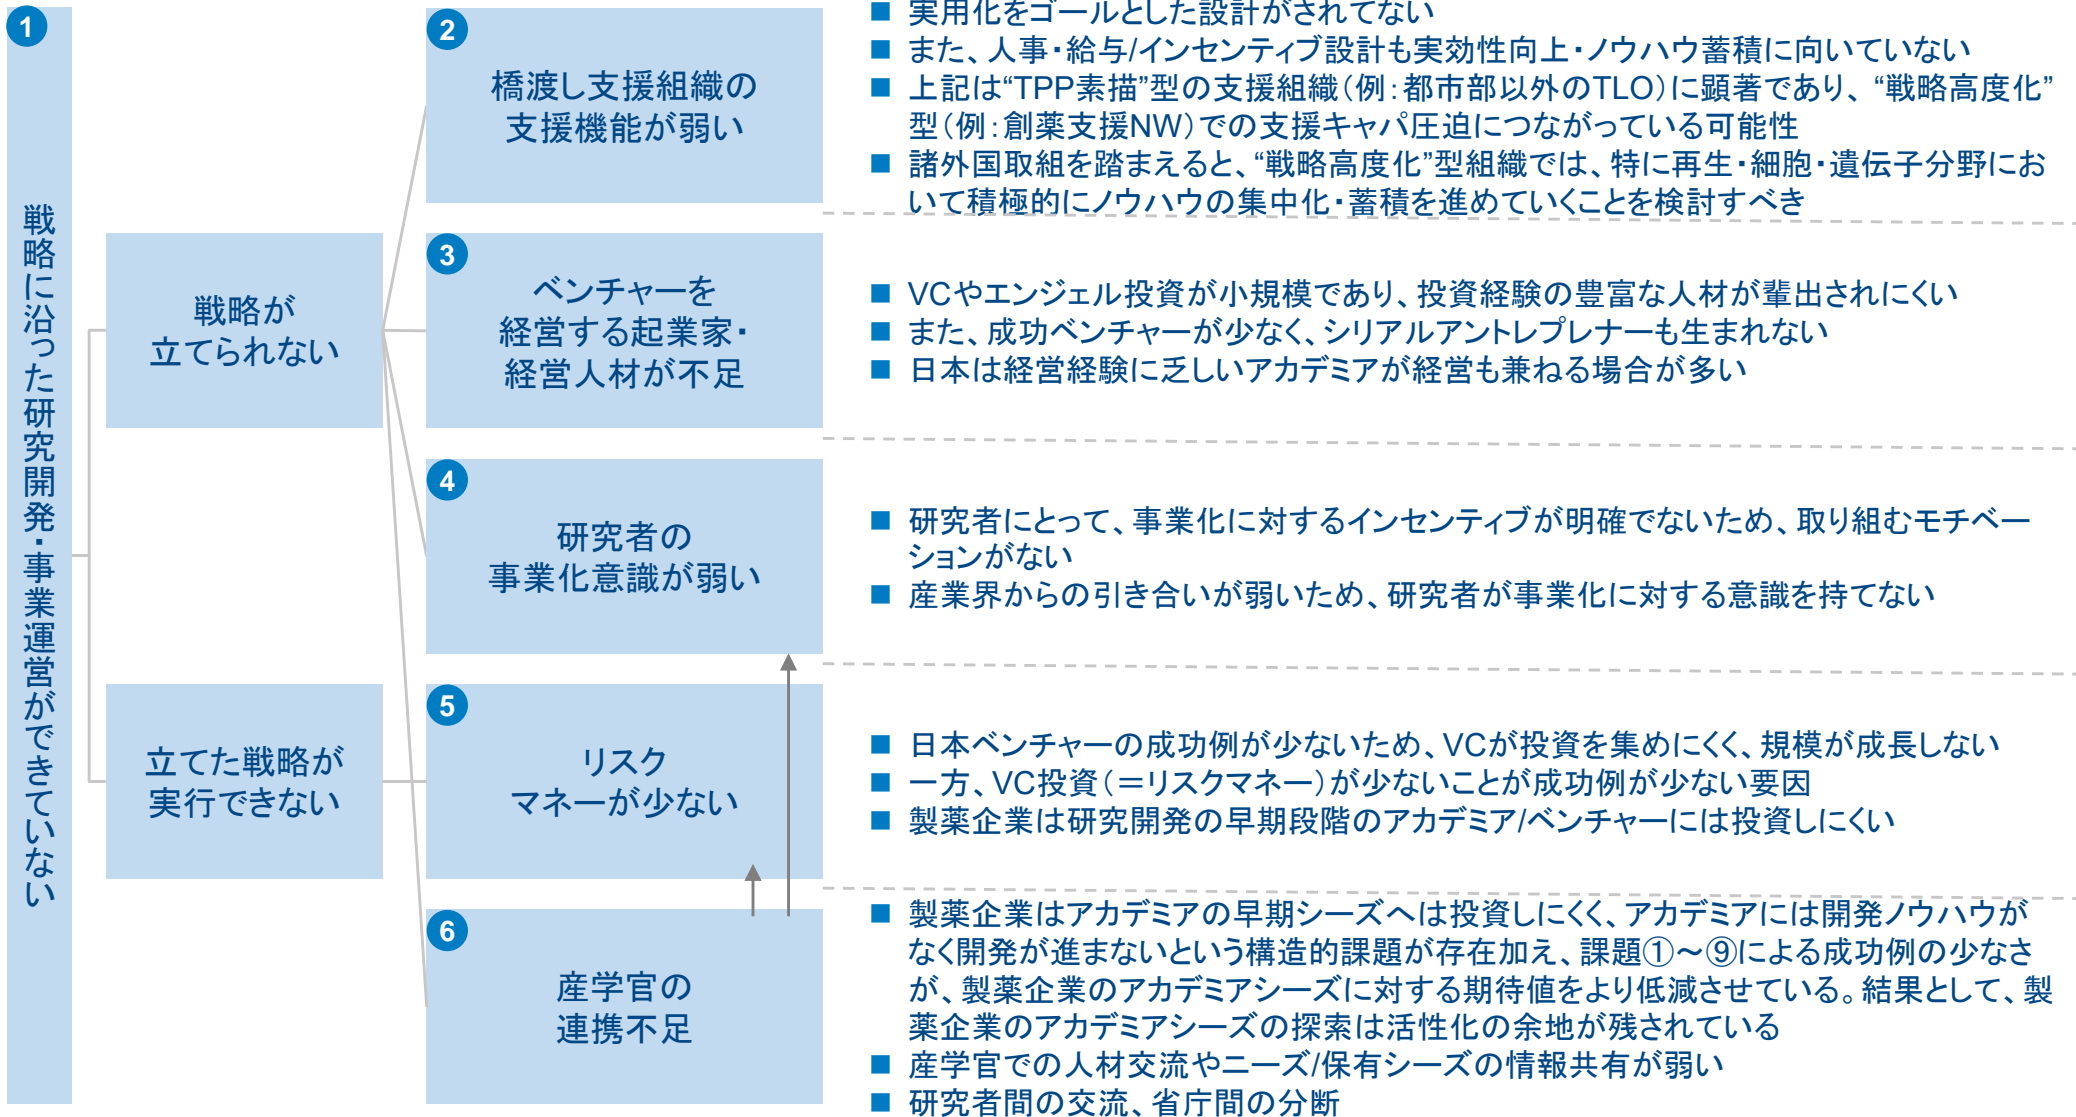 1
戦略に沿った研究開発・事業運営ができていない
戦略が
立てられない
立てた戦略が
実行できない
2
橋渡し支援組織の
支援機能が弱い
■ 実用化をゴールとした設計がされてない
■ また、人事・給与/インセンティブ設計も実効性向上・ノウハウ蓄積に向いていない
■ 上記は“TPP素描”型の支援組織(例:都市部以外のTLO)に顕著であり、“戦略高度化”
型(例:創薬支援NW)での支援キャパ圧迫につながっている可能性
■ 諸外国取組を踏まえると、“戦略高度化”型組織では、特に再生・細胞・遺伝子分野にお
いて積極的にノウハウの集中化・蓄積を進めていくことを検討すべき
3
ベンチャーを
経営する起業家・
経営人材が不足
■ VCやエンジェル投資が小規模であり、投資経験の豊富な人材が輩出されにくい
■ また、成功ベンチャーが少なく、シリアルアントレプレナーも生まれない
■ 日本は経営経験に乏しいアカデミアが経営も兼ねる場合が多い
4
研究者の
事業化意識が弱い
■ 研究者にとって、事業化に対するインセンティブが明確でないため、取り組むモチベー
ションがない
■ 産業界からの引き合いが弱いため、研究者が事業化に対する意識を持てない
5
リスク
マネーが少ない
■ 日本ベンチャーの成功例が少ないため、VCが投資を集めにくく、規模が成長しない
■ 一方、VC投資(=リスクマネー)が少ないことが成功例が少ない要因
■ 製薬企業は研究開発の早期段階のアカデミア/ベンチャーには投資しにくい
6
産学官の
連携不足
■ 製薬企業はアカデミアの早期シーズへは投資しにくく、アカデミアには開発ノウハウが
なく開発が進まないという構造的課題が存在加え、課題①～⑨による成功例の少なさ
が、製薬企業のアカデミアシーズに対する期待値をより低減させている。結果として、製
薬企業のアカデミアシーズの探索は活性化の余地が残されている
■ 産学官での人材交流やニーズ/保有シーズの情報共有が弱い
■ 研究者間の交流、省庁間の分断